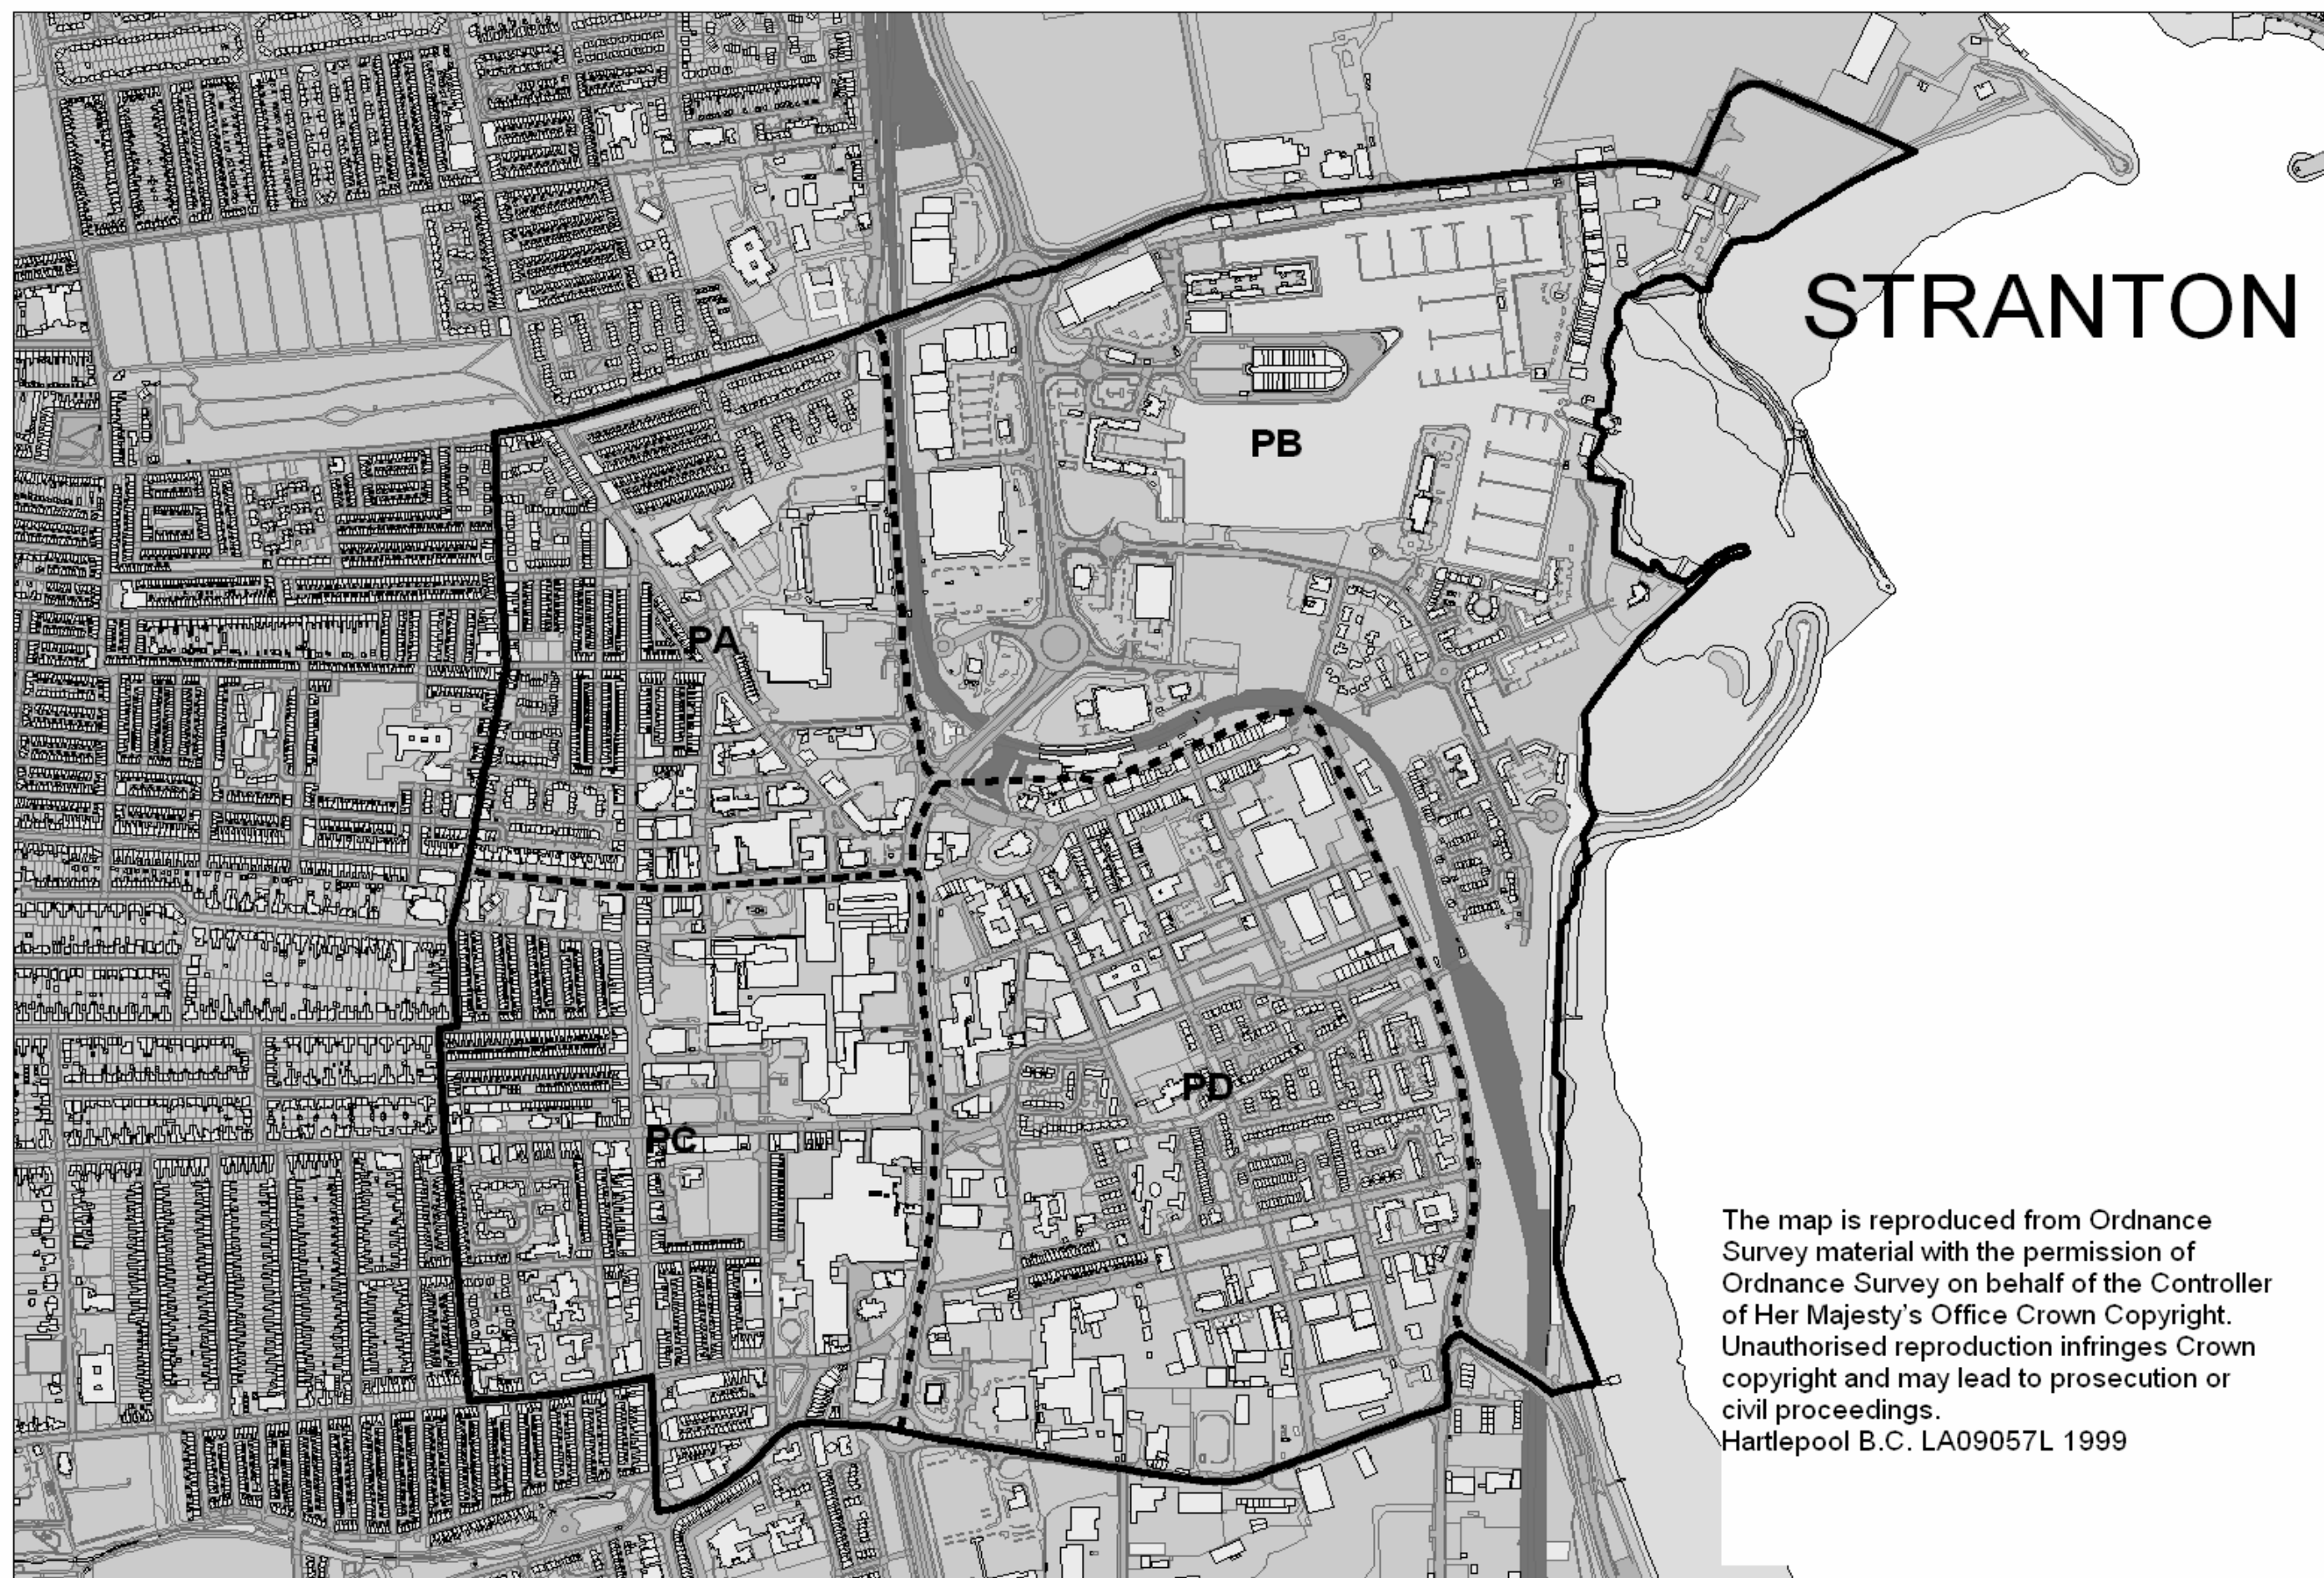 STRANTON
PB
PA
PD
PC
The map is reproduced from Ordnance
Survey material with the permission of
Ordnance Survey on behalf of the Controller
of Her Majesty's Office Crown Copyright.
Unauthorised reproduction infringes Crown
copyright and may lead to prosecution or
civil proceedings.
Hartlepool B.C. LA09057L 1999